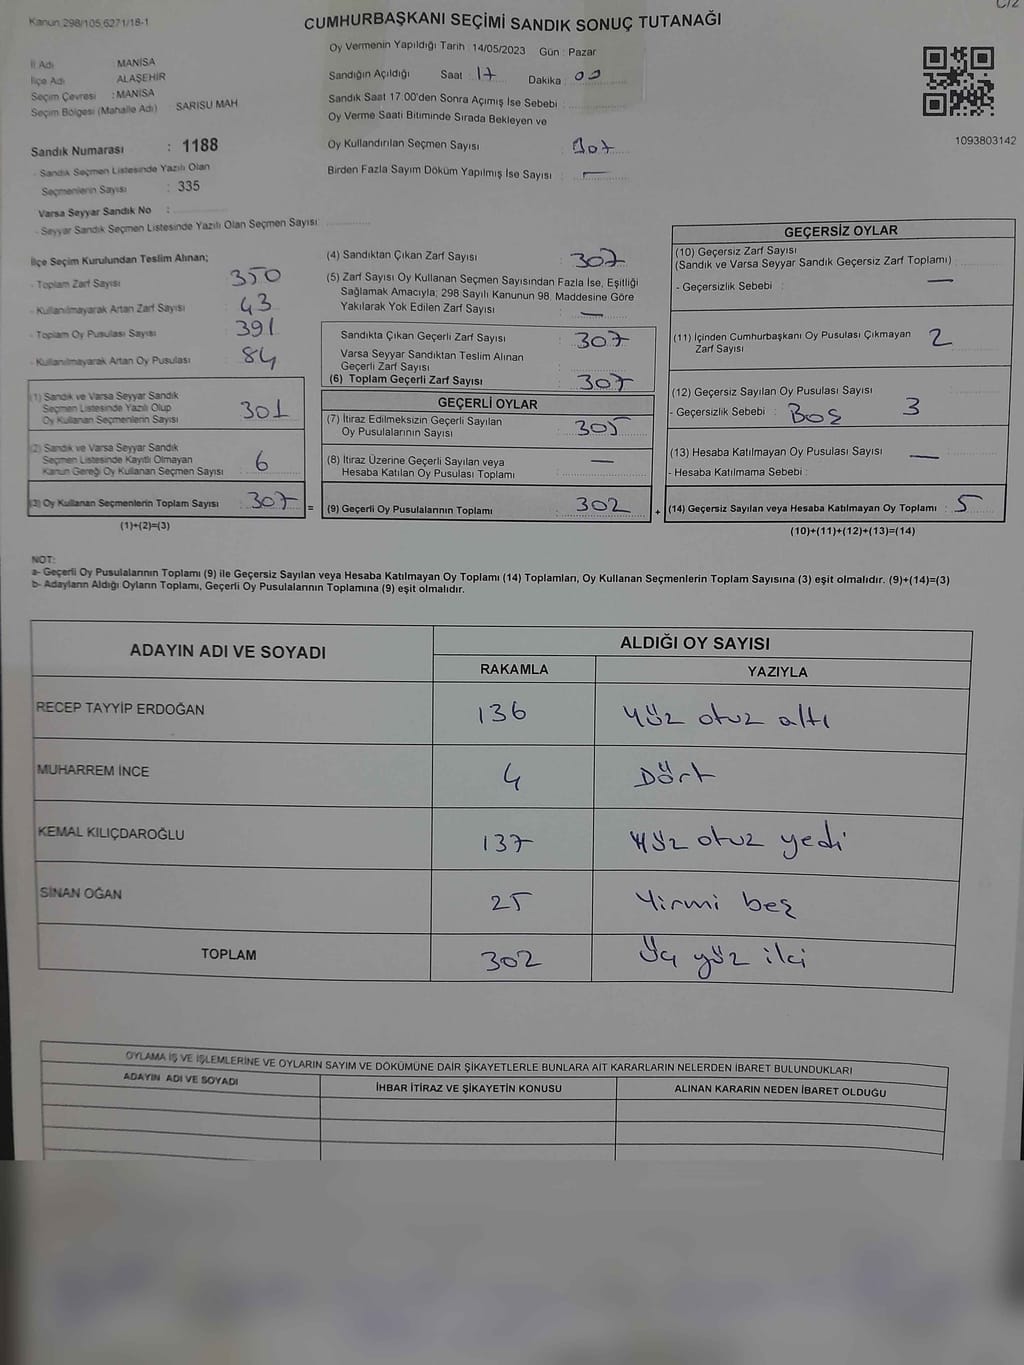 C/2
Kanun 298/105,6271/18-1
CUMHURBAŞKANI SEÇİMİ SANDIK SONUÇ TUTANAĞI
Oy Vermenin Yapıldığı Tarih : 14/05/2023 Gün : Pazar
İl Adı MANİSA
İlçe Adı ALAŞEHİR
Seçim Çevresi : MANİSA
Seçim Bölgesi (Mahalle Adı) : SARISU MAH
Sandığın Açıldığı Saat : 17 Dakika : 00
Sandık Saat 17:00'den Sonra Açımış İse Sebebi :
Oy Verme Saati Bitiminde Sırada Bekleyen ve
Oy Kullandırılan Seçmen Sayısı : 307
Birden Fazla Sayım Döküm Yapılmış İse Sayısı : —
1093803142
Sandık Numarası : 1188
- Sandık Seçmen Listesinde Yazılı Olan
Seçmenlerin Sayısı : 335
Varsa Seyyar Sandık No :
- Seyyar Sandık Seçmen Listesinde Yazılı Olan Seçmen Sayısı:
İlçe Seçim Kurulundan Teslim Alınan;
- Toplam Zarf Sayısı : 350
- Kullanılmayarak Artan Zarf Sayısı : 43
- Toplam Oy Pusulası Sayısı : 391
- Kullanılmayarak Artan Oy Pusulası : 84
(1) Sandık ve Varsa Seyyar Sandık
Seçmen Listesinde Yazılı Olup
Oy Kullanan Seçmenlerin Sayısı : 301
(2) Sandık ve Varsa Seyyar Sandık
Seçmen Listesinde Kayıtlı Olmayan
Kanun Gereği Oy Kullanan Seçmen Sayısı : 6
(3) Oy Kullanan Seçmenlerin Toplam Sayısı : 307 =
(1)+(2)=(3)
(4) Sandıktan Çıkan Zarf Sayısı : 307
(5) Zarf Sayısı Oy Kullanan Seçmen Sayısından Fazla İse, Eşitliği
Sağlamak Amacıyla, 298 Sayılı Kanunun 98. Maddesine Göre
Yakılarak Yok Edilen Zarf Sayısı : —
Sandıkta Çıkan Geçerli Zarf Sayısı : 307
Varsa Seyyar Sandıktan Teslim Alınan
Geçerli Zarf Sayısı :
(6) Toplam Geçerli Zarf Sayısı : 307
GEÇERLİ OYLAR
(7) İtiraz Edilmeksizin Geçerli Sayılan
Oy Pusulalarının Sayısı : 305
(8) İtiraz Üzerine Geçerli Sayılan veya
Hesaba Katılan Oy Pusulası Toplamı : —
(9) Geçerli Oy Pusulalarının Toplamı : 302 +
GEÇERSİZ OYLAR
(10) Geçersiz Zarf Sayısı
(Sandık ve Varsa Seyyar Sandık Geçersiz Zarf Toplamı) :
- Geçersizlik Sebebi : —
(11) İçinden Cumhurbaşkanı Oy Pusulası Çıkmayan
Zarf Sayısı : 2
(12) Geçersiz Sayılan Oy Pusulası Sayısı :
- Geçersizlik Sebebi : BOŞ 3
(13) Hesaba Katılmayan Oy Pusulası Sayısı : —
- Hesaba Katılmama Sebebi :
(14) Geçersiz Sayılan veya Hesaba Katılmayan Oy Toplamı : 5
(10)+(11)+(12)+(13)=(14)
NOT:
a- Geçerli Oy Pusulalarının Toplamı (9) ile Geçersiz Sayılan veya Hesaba Katılmayan Oy Toplamı (14) Toplamları, Oy Kullanan Seçmenlerin Toplam Sayısına (3) eşit olmalıdır. (9)+(14)=(3)
b- Adayların Aldığı Oyların Toplamı, Geçerli Oy Pusulalarının Toplamına (9) eşit olmalıdır.
ADAYIN ADI VE SOYADI ALDIĞI OY SAYISI
RAKAMLA YAZIYLA
RECEP TAYYİP ERDOĞAN 136 Yüz otuz altı
MUHARREM İNCE 4 Dört
KEMAL KILIÇDAROĞLU 137 Yüz otuz yedi
SİNAN OĞAN 25 Yirmi beş
TOPLAM 302 Üç yüz iki
OYLAMA İŞ VE İŞLEMLERİNE VE OYLARIN SAYIM VE DÖKÜMÜNE DAİR ŞİKAYETLERLE BUNLARA AİT KARARLARIN NELERDEN İBARET BULUNDUKLARI
ADAYIN ADI VE SOYADI İHBAR İTİRAZ VE ŞİKAYETİN KONUSU ALINAN KARARIN NEDEN İBARET OLDUĞU